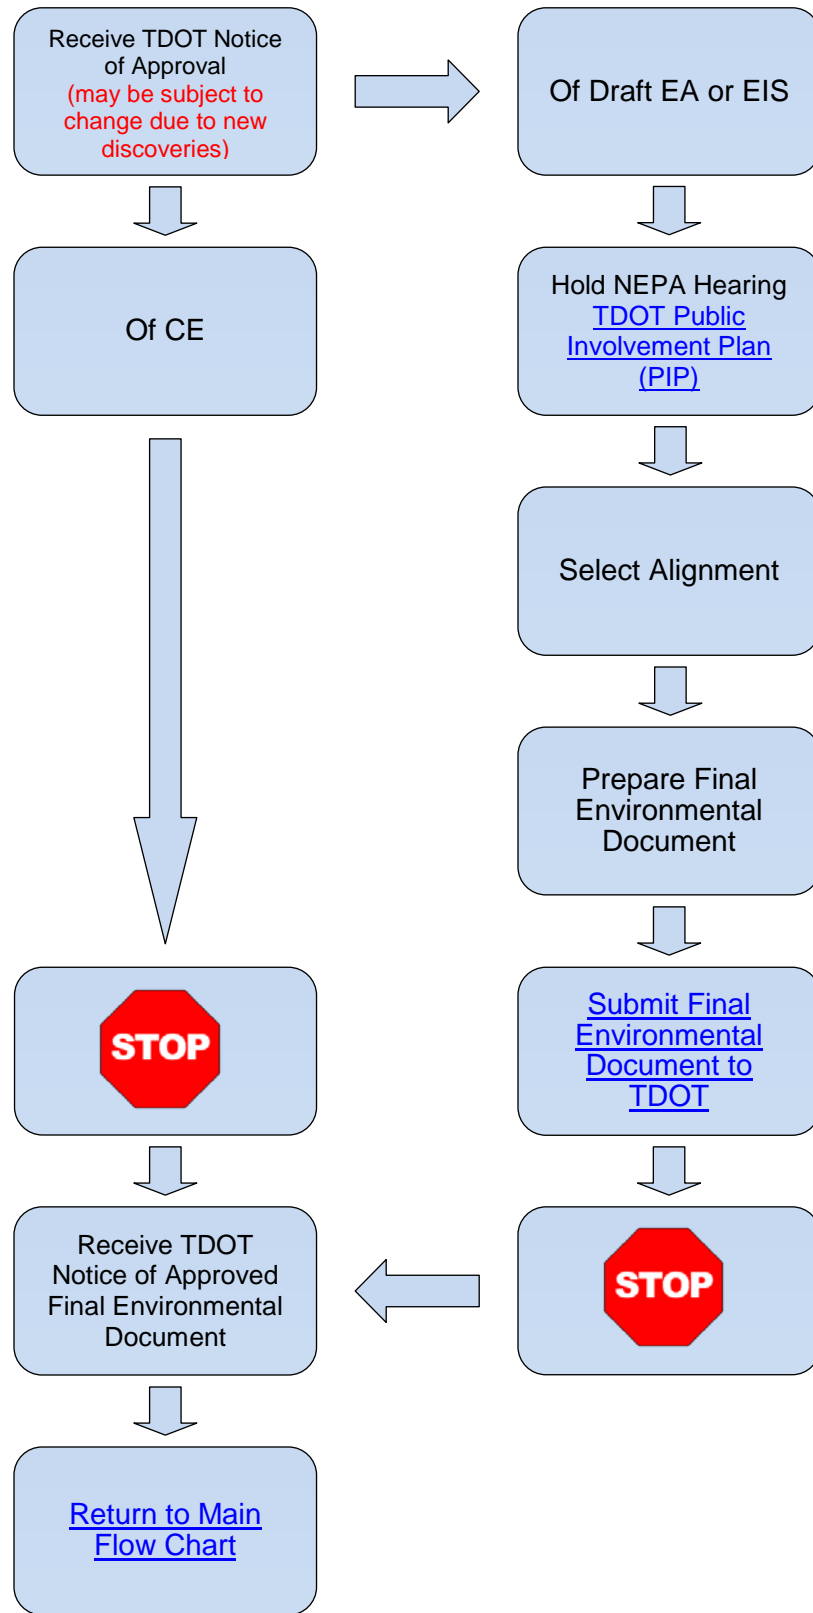 Receive TDOT Notice
of Approval
(may be subject to
change due to new
discoveries)
Of Draft EA or EIS
Of CE
Hold NEPA Hearing
TDOT Public
Involvement Plan
(PIP)
Select Alignment
Prepare Final
Environmental
Document
STOP
Submit Final
Environmental
Document to
TDOT
Receive TDOT
Notice of Approved
Final Environmental
Document
STOP
Return to Main
Flow Chart